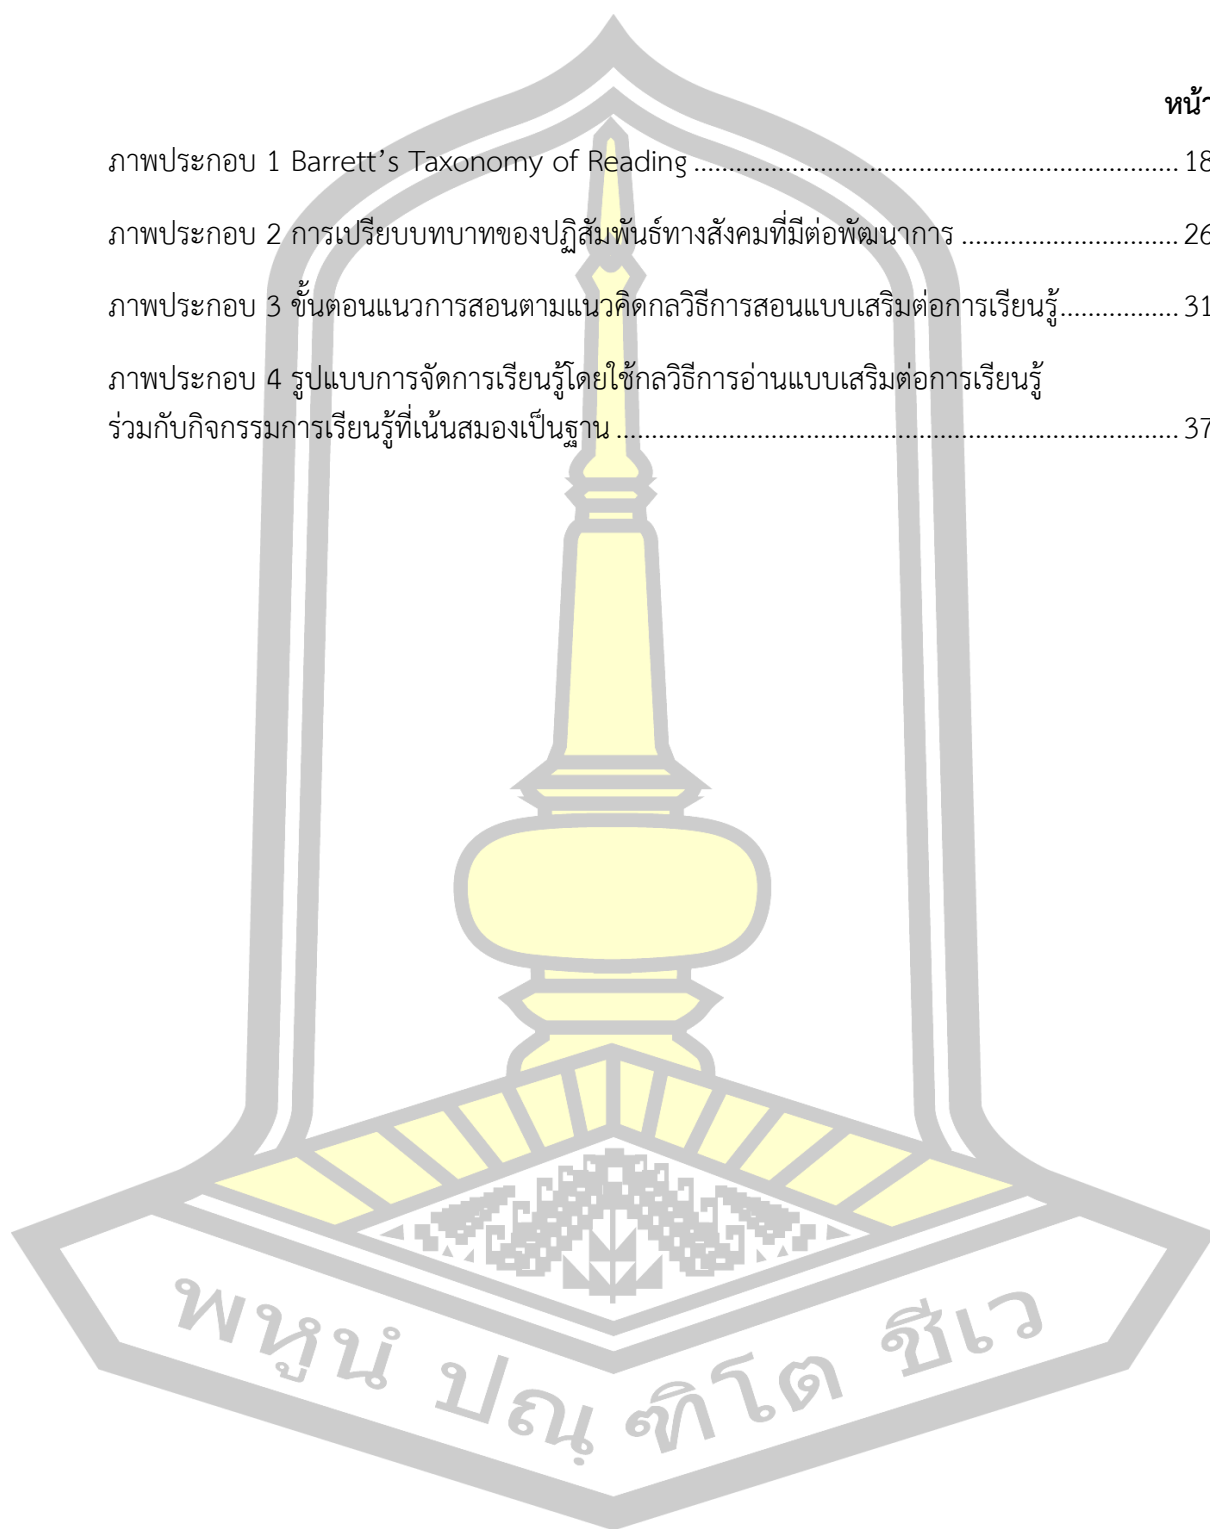 หน้า
ภาพประกอบ 1 Barrett’s Taxonomy of Reading ..................................................................... 18
ภาพประกอบ 2 การเปรียบบทบาทของปฏิสัมพันธ์ทางสังคมที่มีต่อพัฒนาการ ............................... 26
ภาพประกอบ 3 ขั้นตอนแนวการสอนตามแนวคิดกลวิธีการสอนแบบเสริมต่อการเรียนรู้................. 31
ภาพประกอบ 4 รูปแบบการจัดการเรียนรู้โดยใช้กลวิธีการอ่านแบบเสริมต่อการเรียนรู้
ร่วมกับกิจกรรมการเรียนรู้ที่เน้นสมองเป็นฐาน ................................................................................ 37
พหูนํ ปณฺฑิโต ชีเว